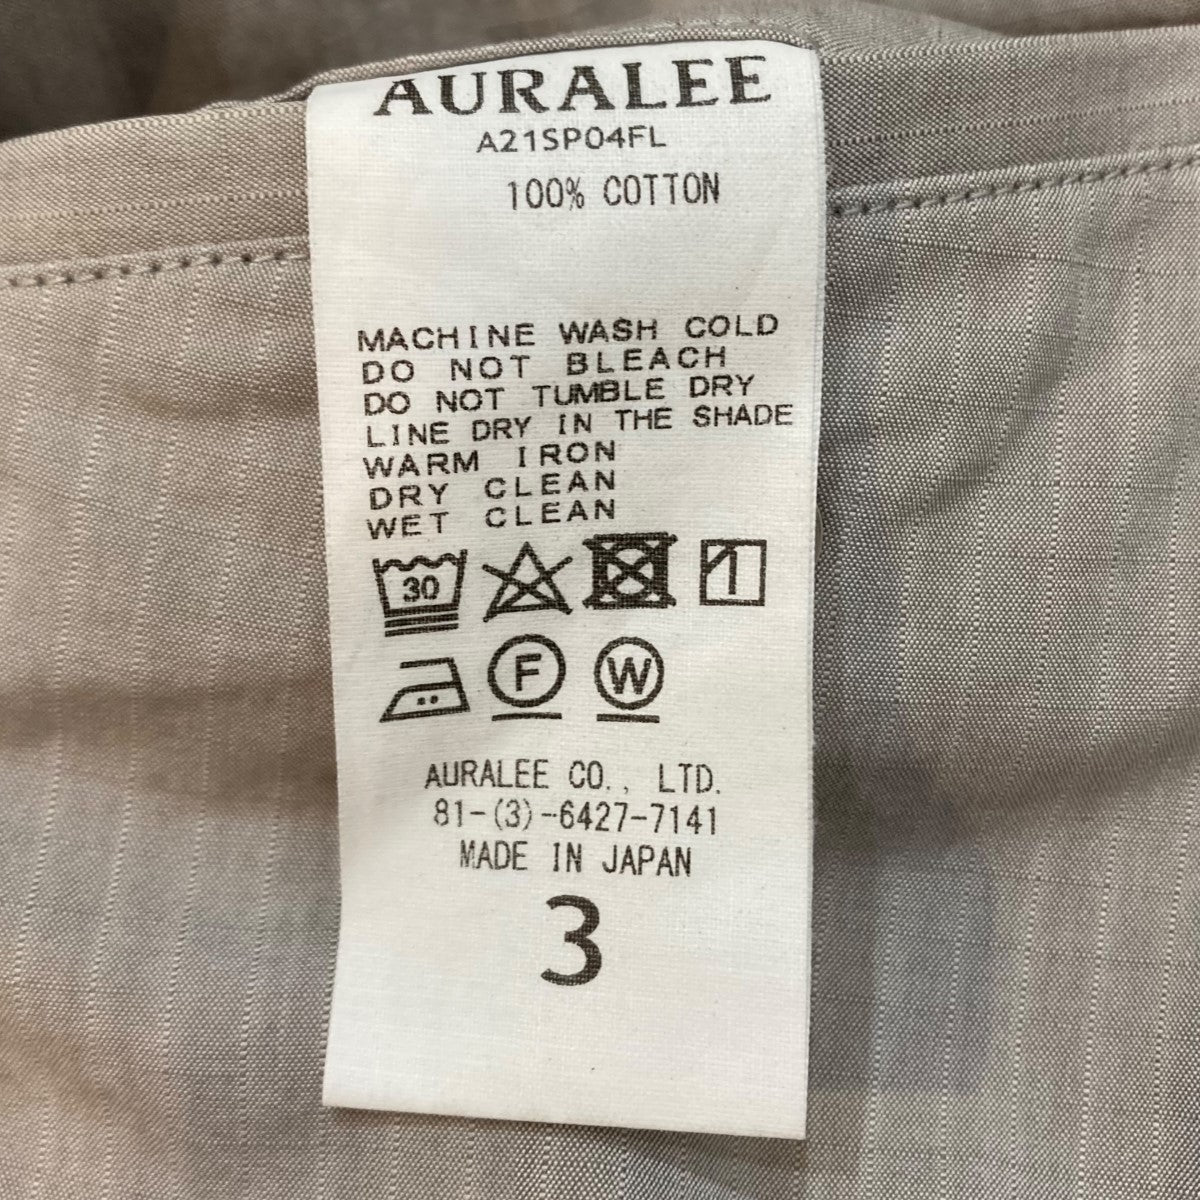 AURALEE
A21SP04FL
100% COTTON
MACHINE WASH COLD
DO NOT BLEACH
DO NOT TUMBLE DRY
LINE DRY IN THE SHADE
WARM IRON
DRY CLEAN
WET CLEAN
30
F W
AURALEE CO., LTD.
81-(3)-6427-7141
MADE IN JAPAN
3